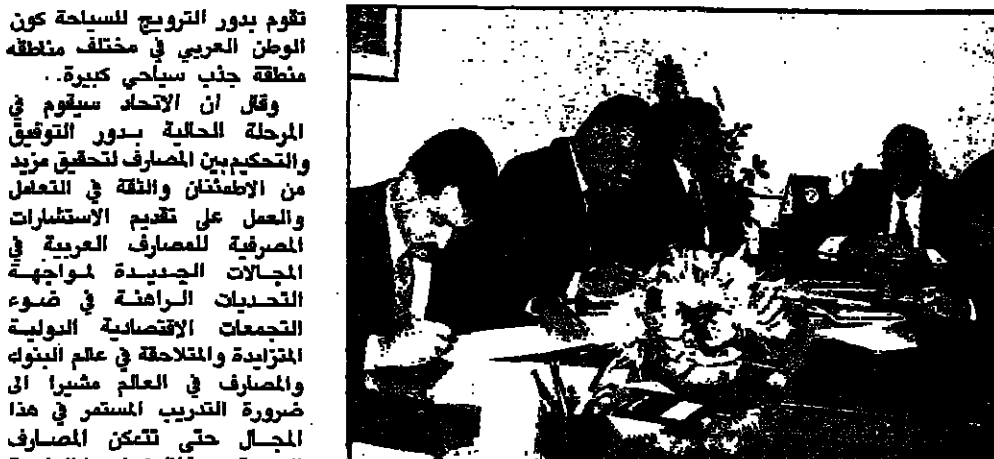 تقوم بدور الترويج للسياحة كون
الوطن العربي في مختلف مناطقه
منطقة جذب سياحي كبيرة..
وقال ان الاتحاد سيقوم في
المرحلة الحالية بدور التوفيق
والتحكيم بين المصارف لتحقيق مزيد
من الاطمئنان والثقة في التعامل
والعمل على تقديم الاستشارات
المصرفية للمصارف العربية في
المجالات الجديدة لمواجهة
التحديات الراهنة في ضوء
التجمعات الاقتصادية الدولية
المتزايدة والمتلاحقة في عالم البنوك
والمصارف في العالم مشيرا الى
ضرورة التدريب المستمر في هذا
المجال حتى تتمكن المصارف